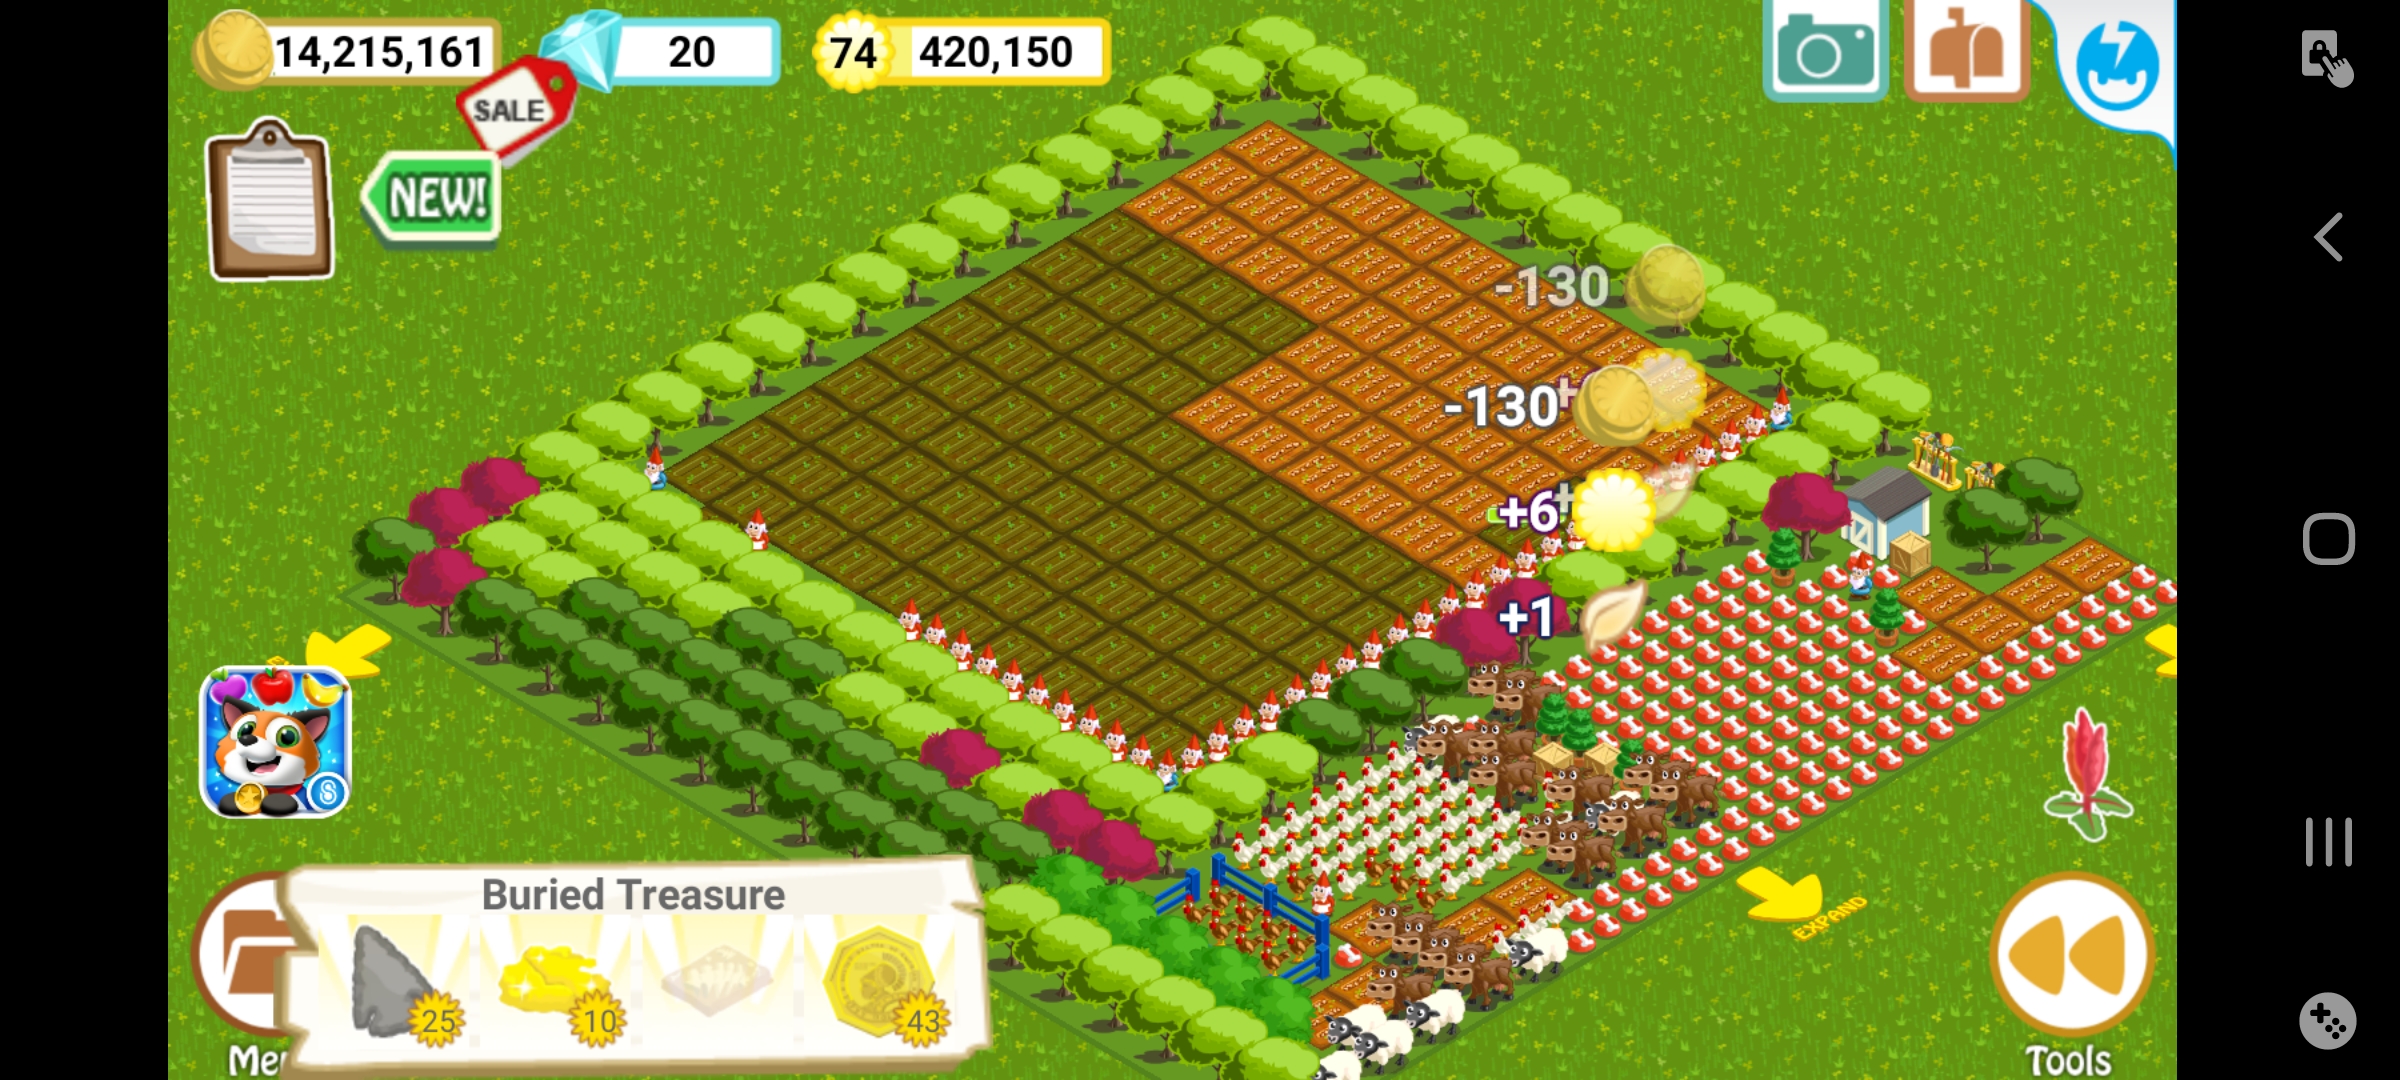 14,215,161
20
74
420,150
SALE
NEW!
-130
-130
+6
+1
EXPAND
Buried Treasure
25
10
43
Me
Tools